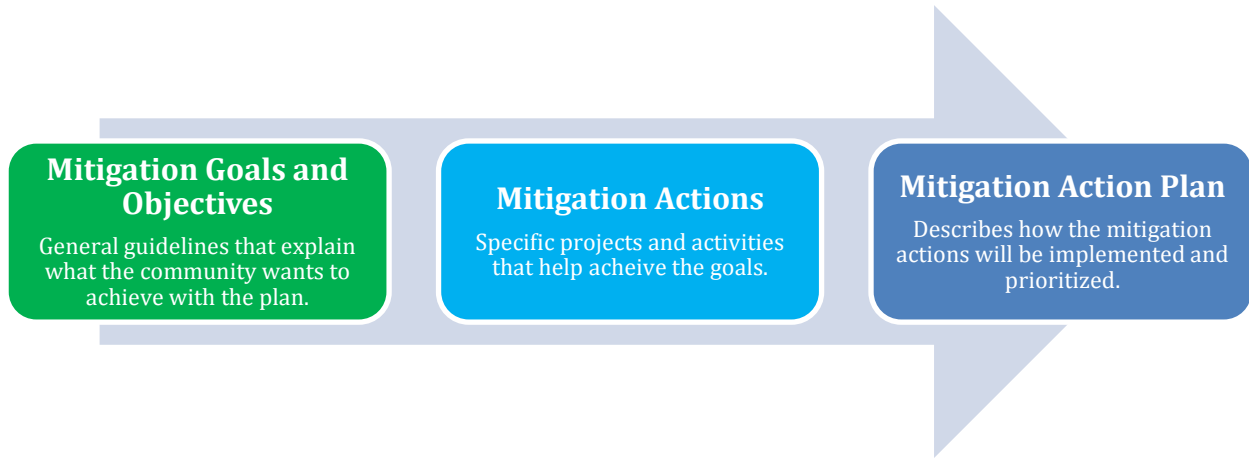 Mitigation Goals and
Objectives
General guidelines that explain
what the community wants to
achieve with the plan.
Mitigation Actions
Specific projects and activities
that help acheive the goals.
Mitigation Action Plan
Describes how the mitigation
actions will be implemented and
prioritized.